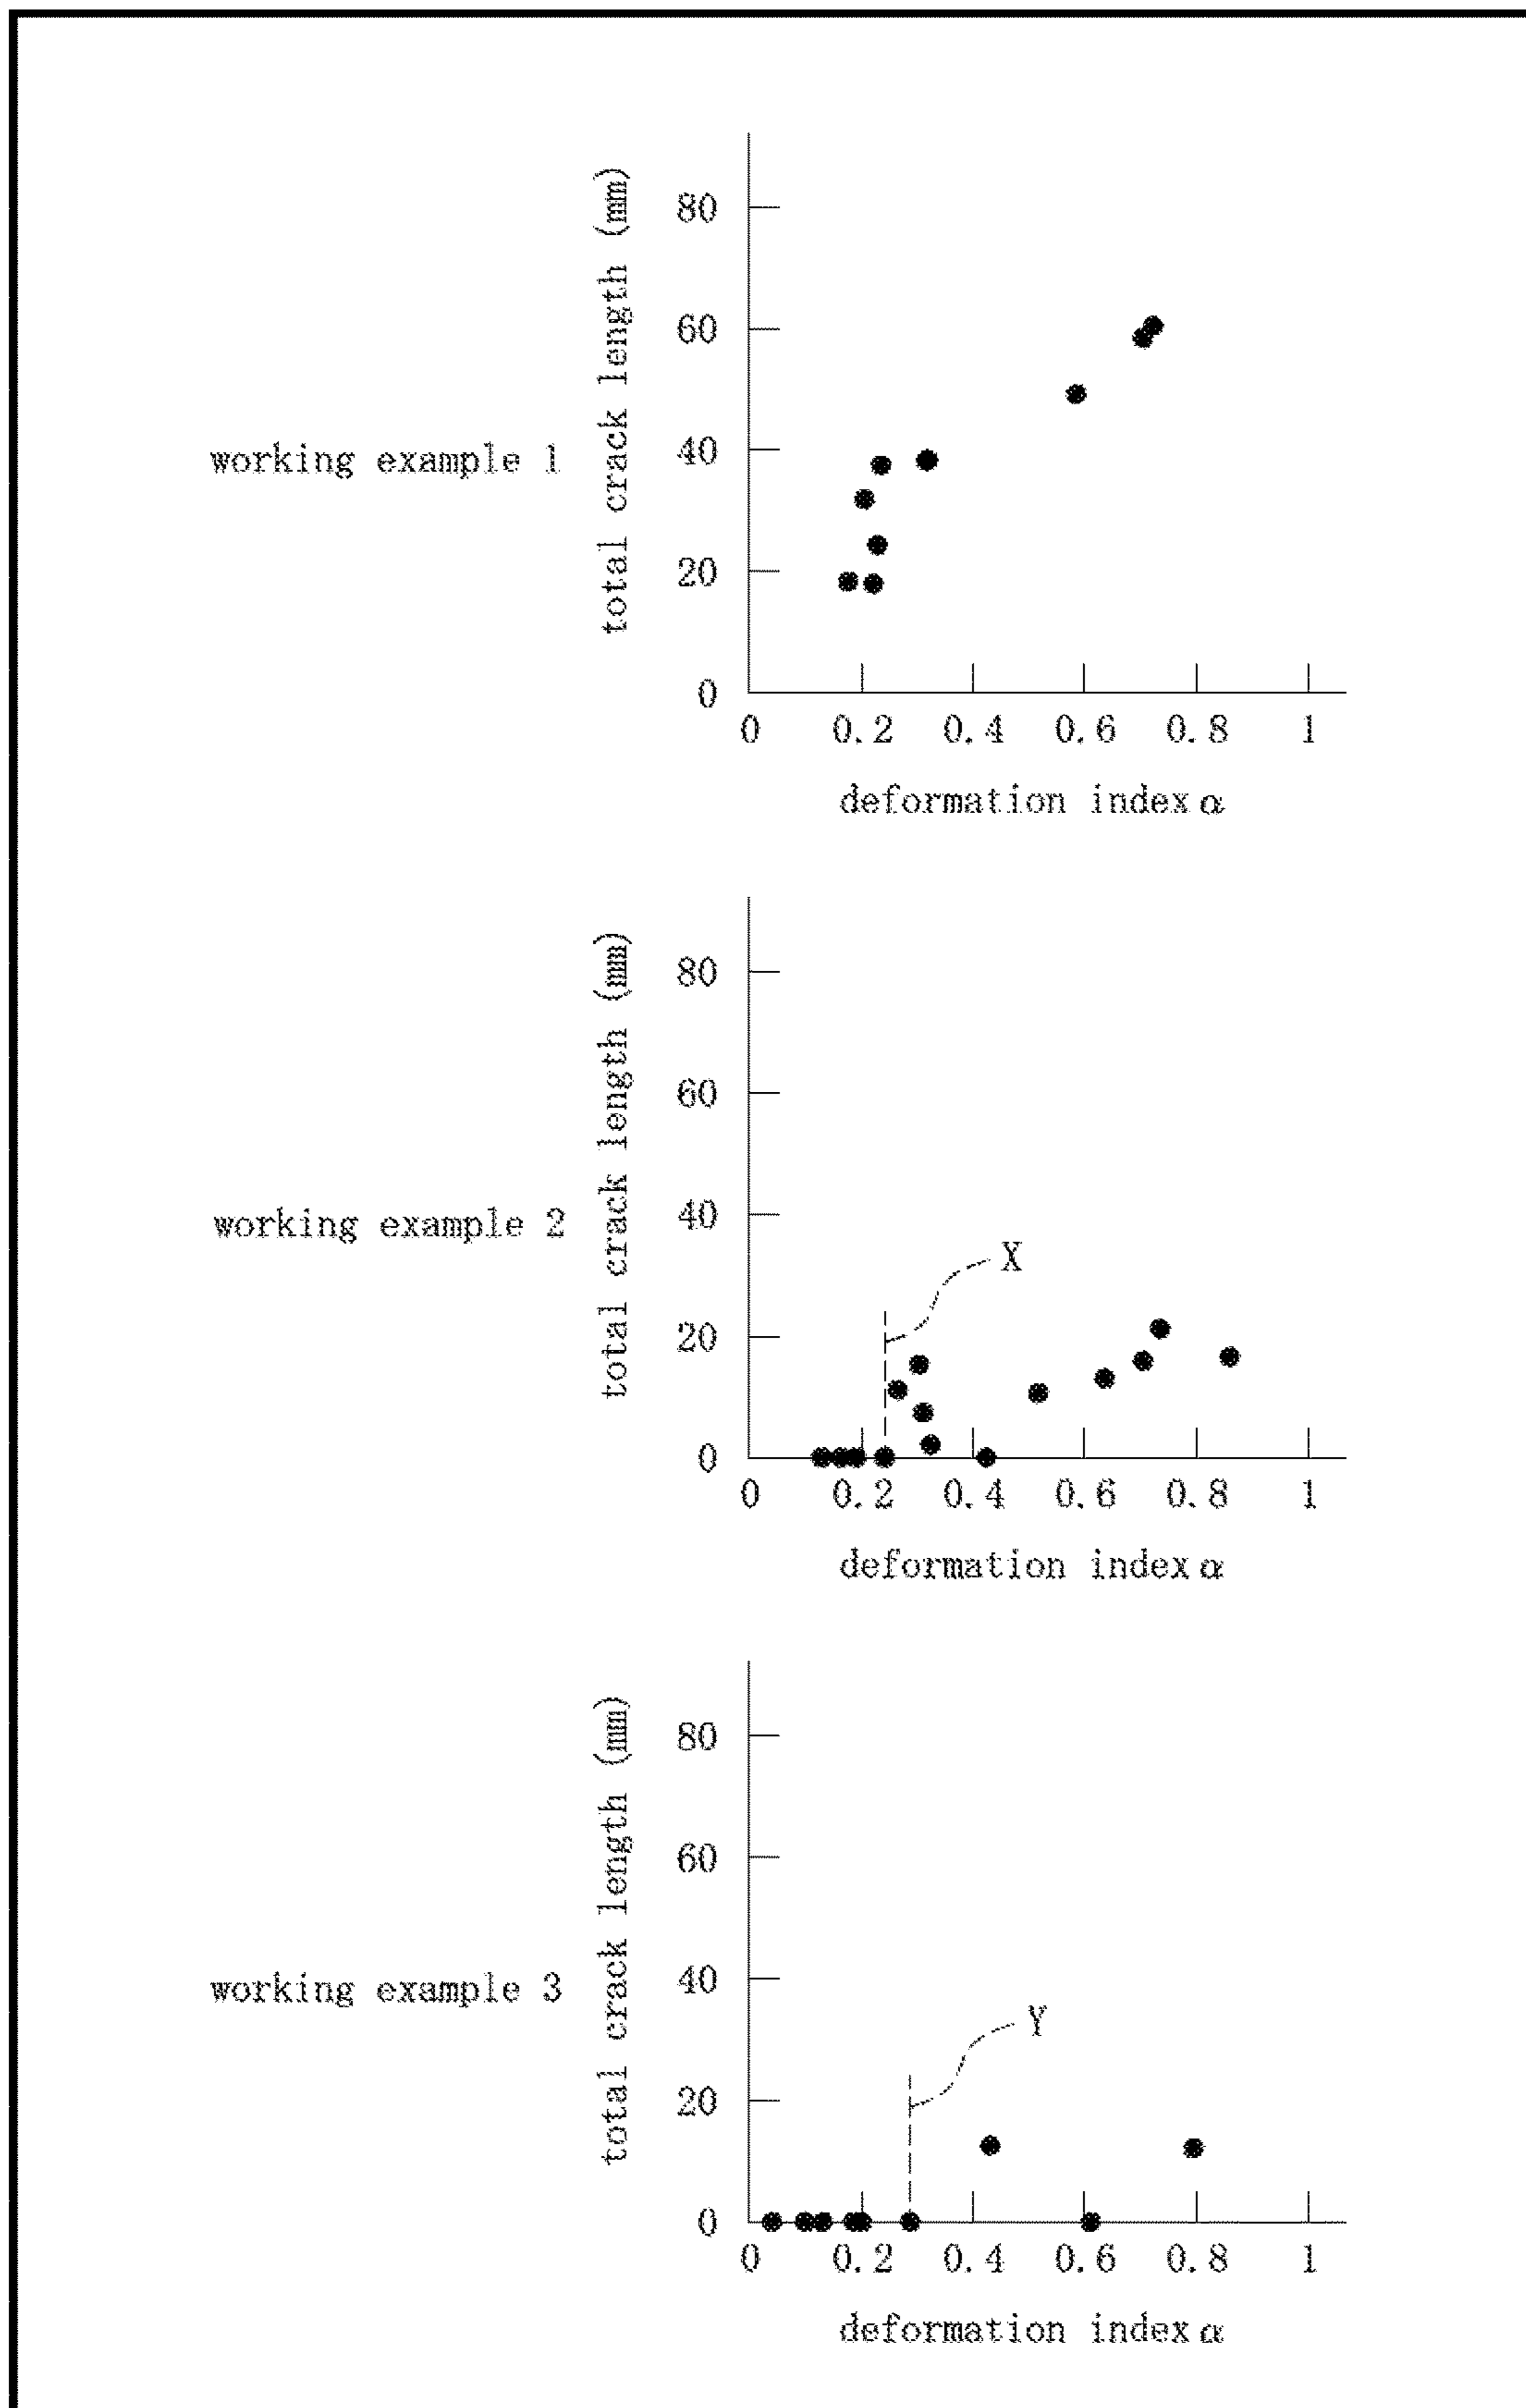 working example 1
total crack length (mm)
80
60
40
20
0
0 0.2 0.4 0.6 0.8 1
deformation index α
working example 2
total crack length (mm)
80
60
40
20
0
X
0 0.2 0.4 0.6 0.8 1
deformation index α
working example 3
total crack length (mm)
80
60
40
20
0
Y
0 0.2 0.4 0.6 0.8 1
deformation index α